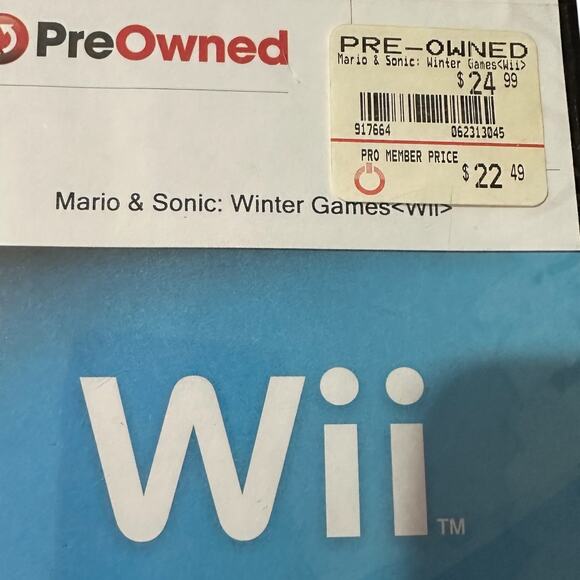 PreOwned
PRE-OWNED
Mario & Sonic: Winter Games<Wii>
$24 99
917664 062313045
PRO MEMBER PRICE
$22 49
Mario & Sonic: Winter Games<Wii>
Wii TM